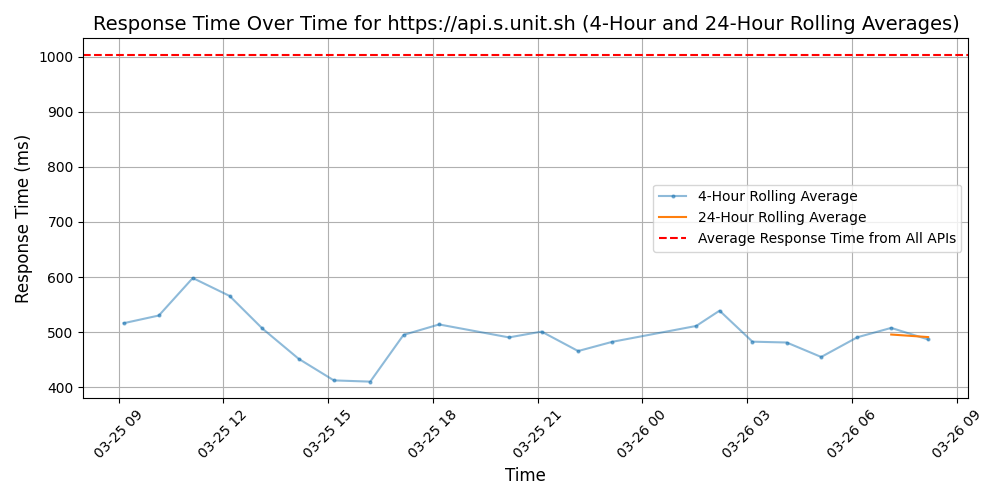 Response Time Over Time for https://api.s.unit.sh (4-Hour and 24-Hour Rolling Averages)
Response Time (ms)
1000
900
800
700
600
500
400
4-Hour Rolling Average
24-Hour Rolling Average
Average Response Time from All APIs
03-25 09
03-25 12
03-25 15
03-25 18
03-25 21
03-26 00
03-26 03
03-26 06
03-26 09
Time